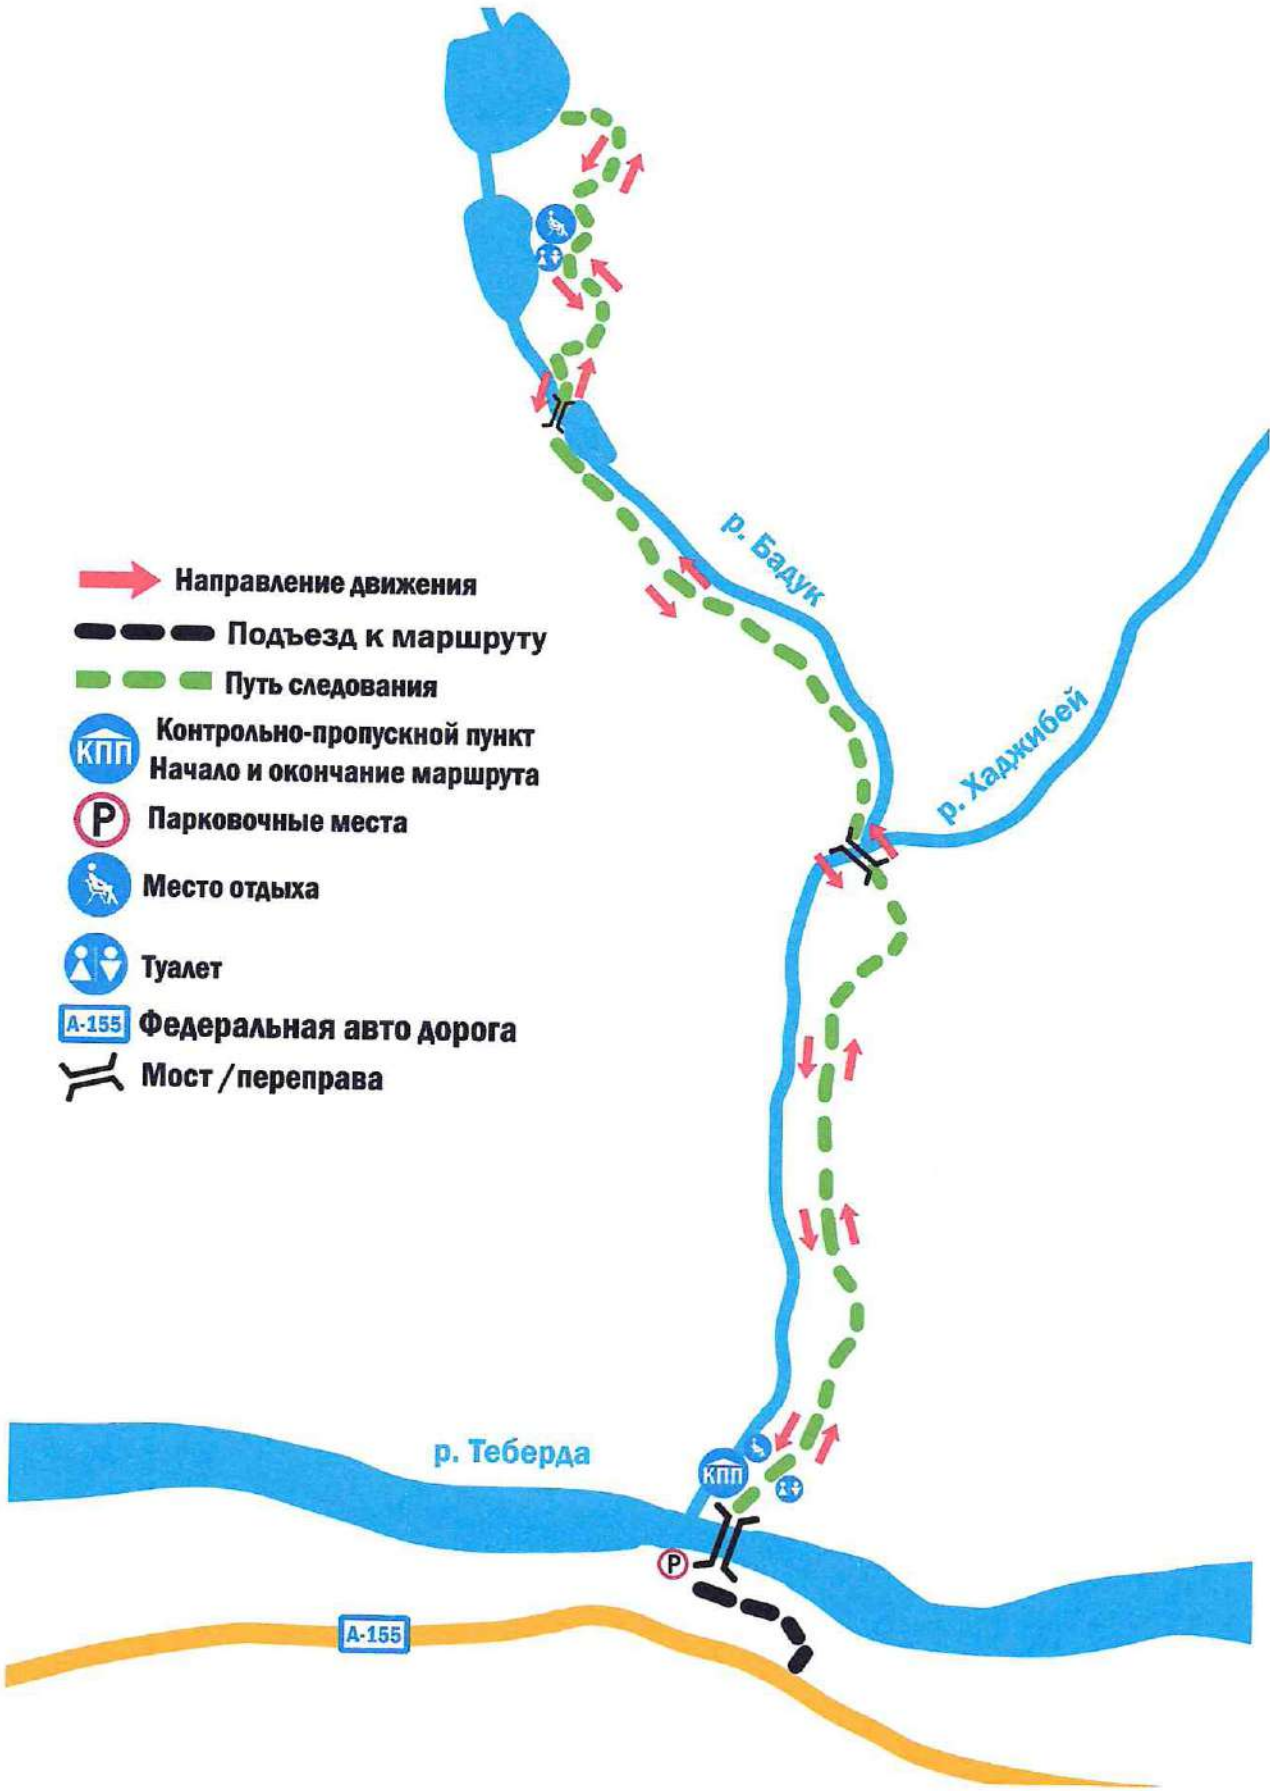 р. Бадук
р. Хаджибей
Направление движения
Подъезд к маршруту
Путь следования
КПП
Контрольно-пропускной пункт
Начало и окончание маршрута
P
Парковочные места
Место отдыха
Туалет
А-155
Федеральная авто дорога
Мост /переправа
р. Теберда
КПП
P
А-155